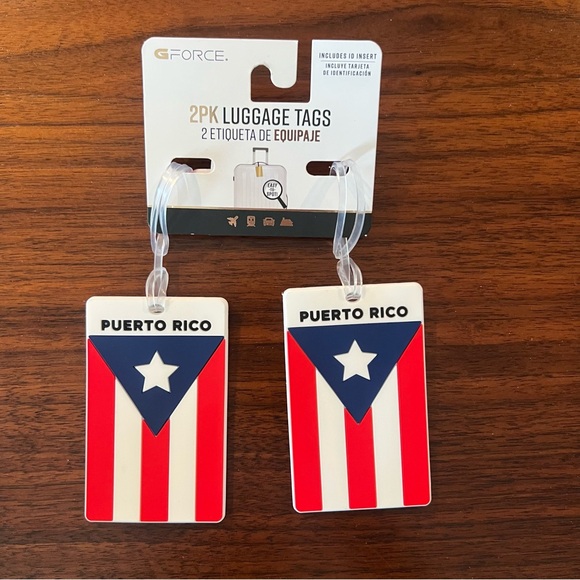 GFORCE®
INCLUDES ID INSERT
INCLUYE TARJETA
DE IDENTIFICACIÓN
2PK LUGGAGE TAGS
2 ETIQUETA DE EQUIPAJE
EASY
TO
SPOT!
PUERTO RICO
PUERTO RICO